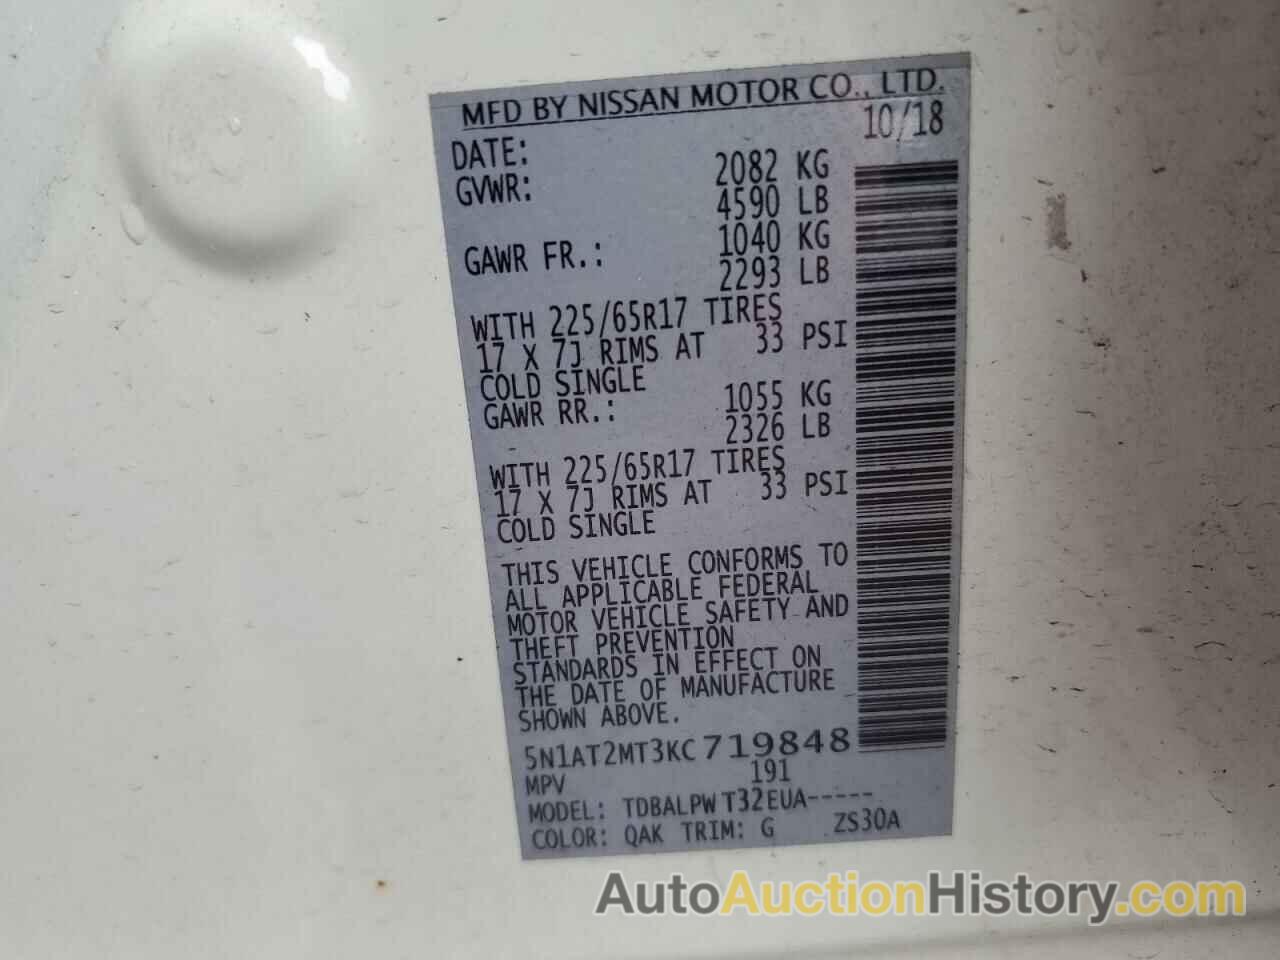 MFD BY NISSAN MOTOR CO., LTD.
DATE: 10/18
GVWR: 2082 KG
4590 LB
GAWR FR.: 1040 KG
2293 LB
WITH 225/65R17 TIRES
17 X 7J RIMS AT 33 PSI
COLD SINGLE
GAWR RR.: 1055 KG
2326 LB
WITH 225/65R17 TIRES
17 X 7J RIMS AT 33 PSI
COLD SINGLE
THIS VEHICLE CONFORMS TO
ALL APPLICABLE FEDERAL
MOTOR VEHICLE SAFETY AND
THEFT PREVENTION
STANDARDS IN EFFECT ON
THE DATE OF MANUFACTURE
SHOWN ABOVE.
5N1AT2MT3KC719848
MPV 191
MODEL: TDBALPWT32EUA-----
COLOR: QAK TRIM: G ZS30A
AutoAuctionHistory.com